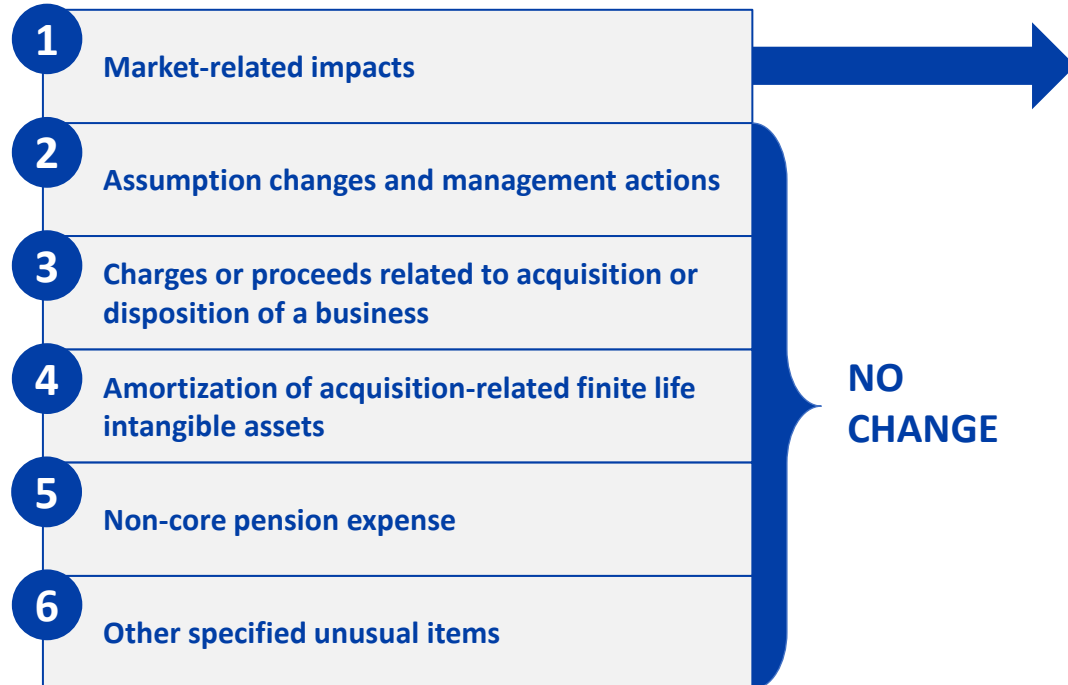 1
Market-related impacts
2
Assumption changes and management actions
3
Charges or proceeds related to acquisition or
disposition of a business
4
Amortization of acquisition-related finite life
intangible assets
5
Non-core pension expense
6
Other specified unusual items
NO
CHANGE